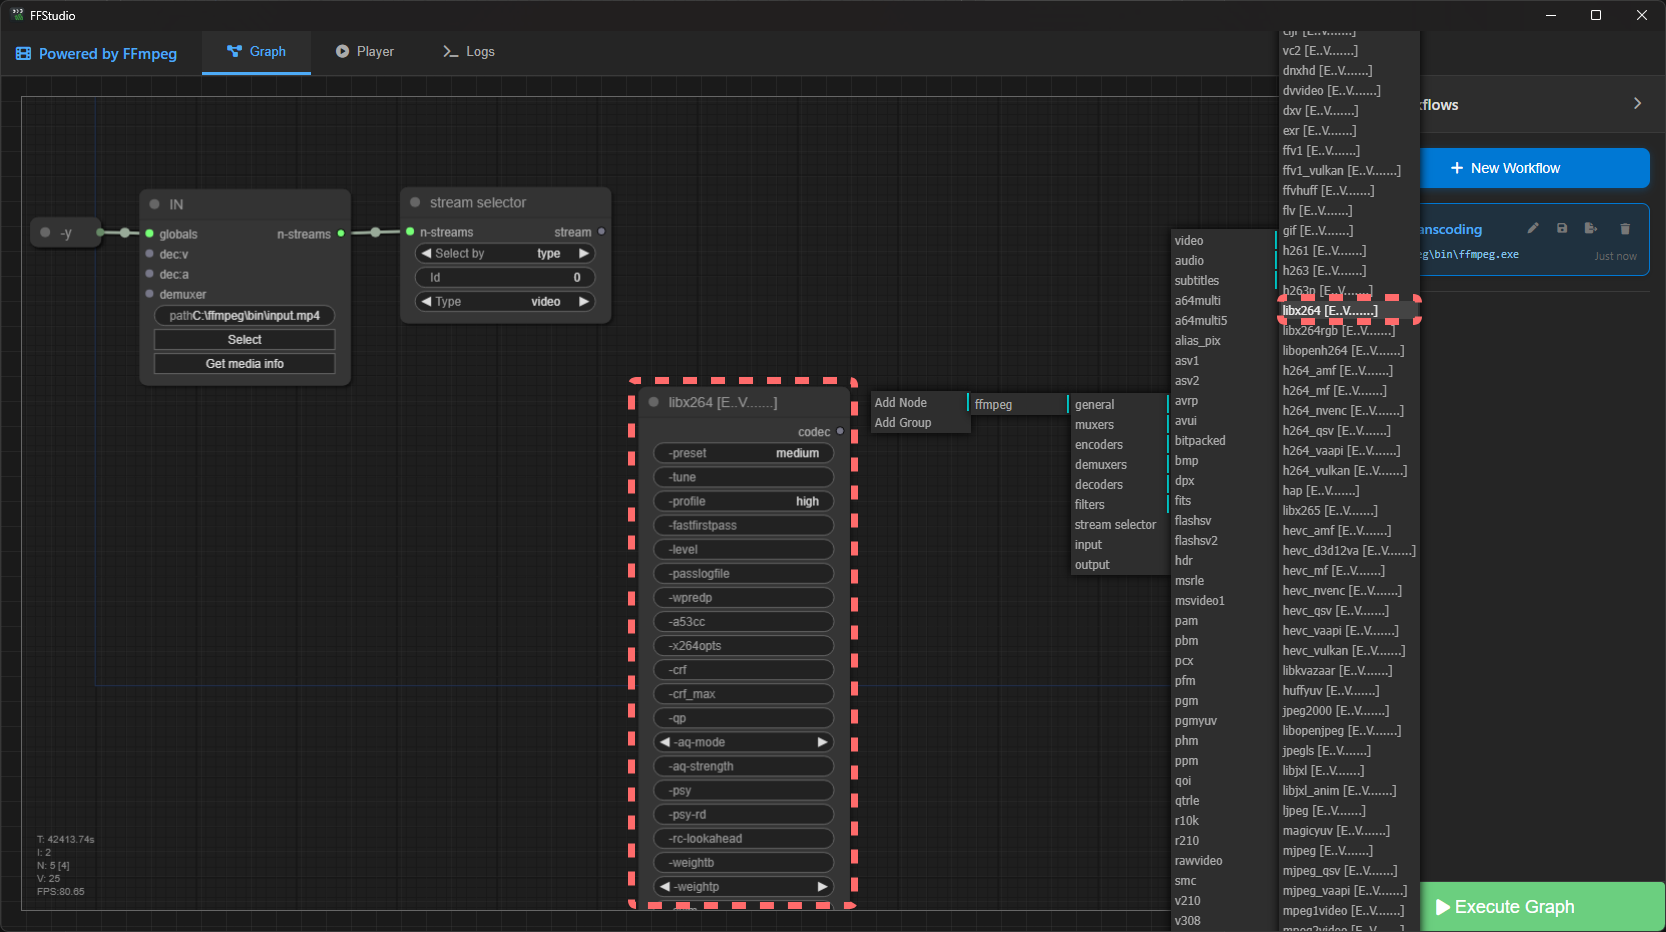 FFStudio
Powered by FFmpeg
Graph
Player
Logs
-y
IN
globals
n-streams
dec:v
dec:a
demuxer
pathC:\ffmpeg\bin\input.mp4
Select
Get media info
stream selector
n-streams
stream
Select by
type
Id
0
Type
video
libx264 [E..V.......]
codec
-preset
medium
-tune
-profile
high
-fastfirstpass
-level
-passlogfile
-wpredp
-a53cc
-x264opts
-crf
-crf_max
-qp
-aq-mode
-aq-strength
-psy
-psy-rd
-rc-lookahead
-weightb
-weightp
T: 42413.74s
I: 2
N: 5 [4]
V: 25
FPS:80.65
Add Node
Add Group
ffmpeg
general
muxers
encoders
demuxers
decoders
filters
stream selector
input
output
video
audio
subtitles
a64multi
a64multi5
alias_pix
asv1
asv2
avrp
avui
bitpacked
bmp
dpx
fits
flashsv
flashsv2
hdr
msrle
msvideo1
pam
pbm
pcx
pfm
pgm
pgmyuv
phm
ppm
qoi
qtrle
r10k
r210
rawvideo
smc
v210
v308
vc2 [E..V.......]
dnxhd [E..V.......]
dvvideo [E..V.......]
dxv [E..V.......]
exr [E..V.......]
ffv1 [E..V.......]
ffv1_vulkan [E..V.......]
ffvhuff [E..V.......]
flv [E..V.......]
gif [E..V.......]
h261 [E..V.......]
h263 [E..V.......]
h263p [E..V.......]
libx264 [E..V.......]
libx264rgb [E..V.......]
libopenh264 [E..V.......]
h264_amf [E..V.......]
h264_mf [E..V.......]
h264_nvenc [E..V.......]
h264_qsv [E..V.......]
h264_vaapi [E..V.......]
h264_vulkan [E..V.......]
hap [E..V.......]
libx265 [E..V.......]
hevc_amf [E..V.......]
hevc_d3d12va [E..V.......]
hevc_mf [E..V.......]
hevc_nvenc [E..V.......]
hevc_qsv [E..V.......]
hevc_vaapi [E..V.......]
hevc_vulkan [E..V.......]
libkvazaar [E..V.......]
huffyuv [E..V.......]
jpeg2000 [E..V.......]
libopenjpeg [E..V.......]
jpegls [E..V.......]
libjxl [E..V.......]
libjxl_anim [E..V.......]
ljpeg [E..V.......]
magicyuv [E..V.......]
mjpeg [E..V.......]
mjpeg_qsv [E..V.......]
mjpeg_vaapi [E..V.......]
mpeg1video [E..V.......]
mpeg2video [E..V.......]
kflows
New Workflow
anscoding
eg\bin\ffmpeg.exe
Just now
Execute Graph